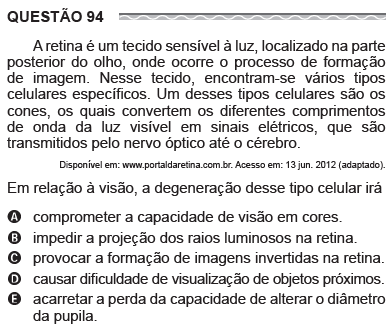 QUESTÃO 94
A retina é um tecido sensível à luz, localizado na parte
posterior do olho, onde ocorre o processo de formação
de imagem. Nesse tecido, encontram-se vários tipos
celulares específicos. Um desses tipos celulares são os
cones, os quais convertem os diferentes comprimentos
de onda da luz visível em sinais elétricos, que são
transmitidos pelo nervo óptico até o cérebro.
Disponível em: www.portaldaretina.com.br. Acesso em: 13 jun. 2012 (adaptado).
Em relação à visão, a degeneração desse tipo celular irá
A comprometer a capacidade de visão em cores.
B impedir a projeção dos raios luminosos na retina.
C provocar a formação de imagens invertidas na retina.
D causar dificuldade de visualização de objetos próximos.
E acarretar a perda da capacidade de alterar o diâmetro
da pupila.